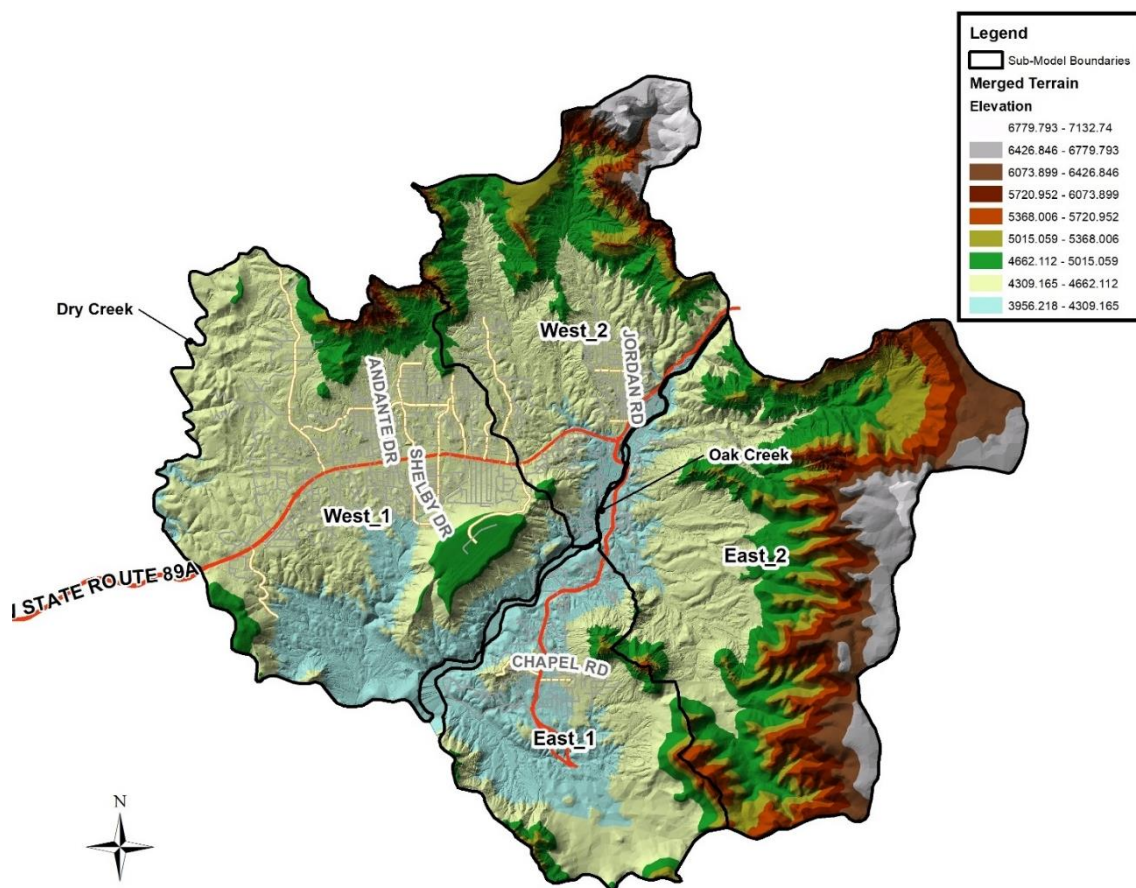 Legend
Sub-Model Boundaries
Merged Terrain
Elevation
6779.793 - 7132.74
6426.846 - 6779.793
6073.899 - 6426.846
5720.952 - 6073.899
5368.006 - 5720.952
5015.059 - 5368.006
4662.112 - 5015.059
4309.165 - 4662.112
3956.218 - 4309.165
Dry Creek
West_2
JORDAN RD
ANDANTE DR
SHELBY DR
Oak Creek
West_1
East_2
STATE ROUTE 89A
CHAPEL RD
East_1
N